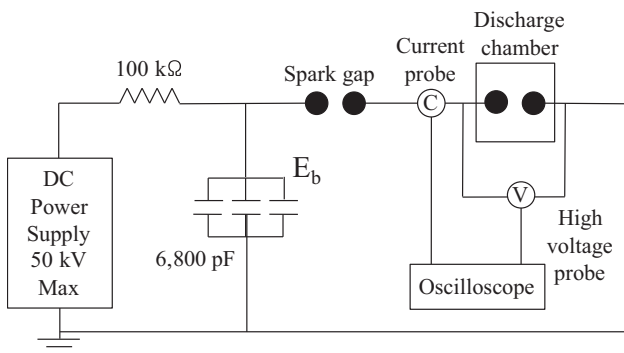 Discharge
chamber
Current
probe
100 kΩ
Spark gap
C
DC
Power
Supply
50 kV
Max
E_b
6,800 pF
V
High
voltage
probe
Oscilloscope